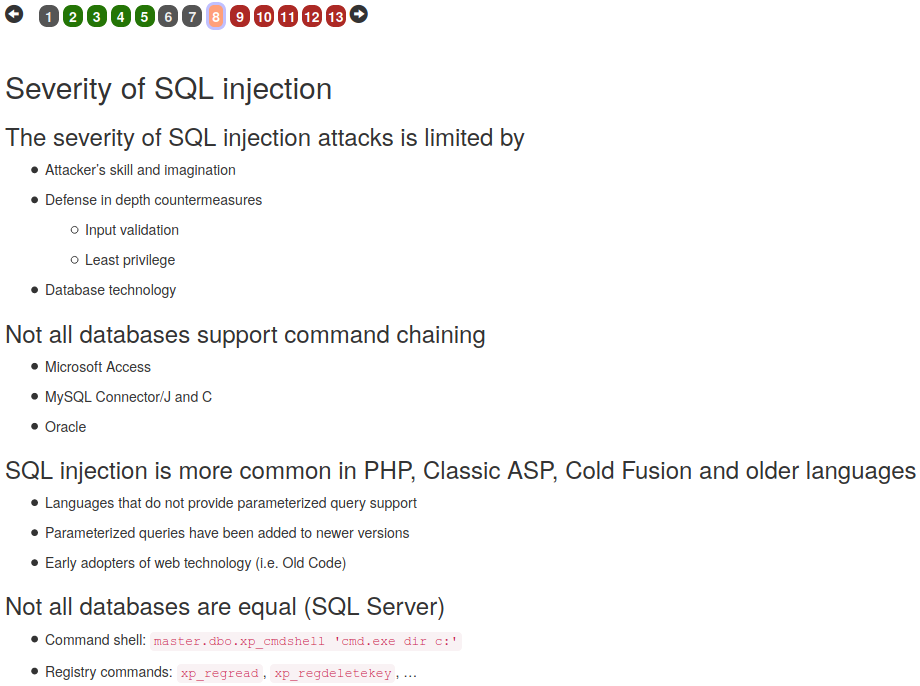 1 2 3 4 5 6 7 8 9 10 11 12 13
Severity of SQL injection
The severity of SQL injection attacks is limited by
Attacker's skill and imagination
Defense in depth countermeasures
Input validation
Least privilege
Database technology
Not all databases support command chaining
Microsoft Access
MySQL Connector/J and C
Oracle
SQL injection is more common in PHP, Classic ASP, Cold Fusion and older languages
Languages that do not provide parameterized query support
Parameterized queries have been added to newer versions
Early adopters of web technology (i.e. Old Code)
Not all databases are equal (SQL Server)
Command shell: master.dbo.xp_cmdshell 'cmd.exe dir c:'
Registry commands: xp_regread, xp_regdeletekey, …